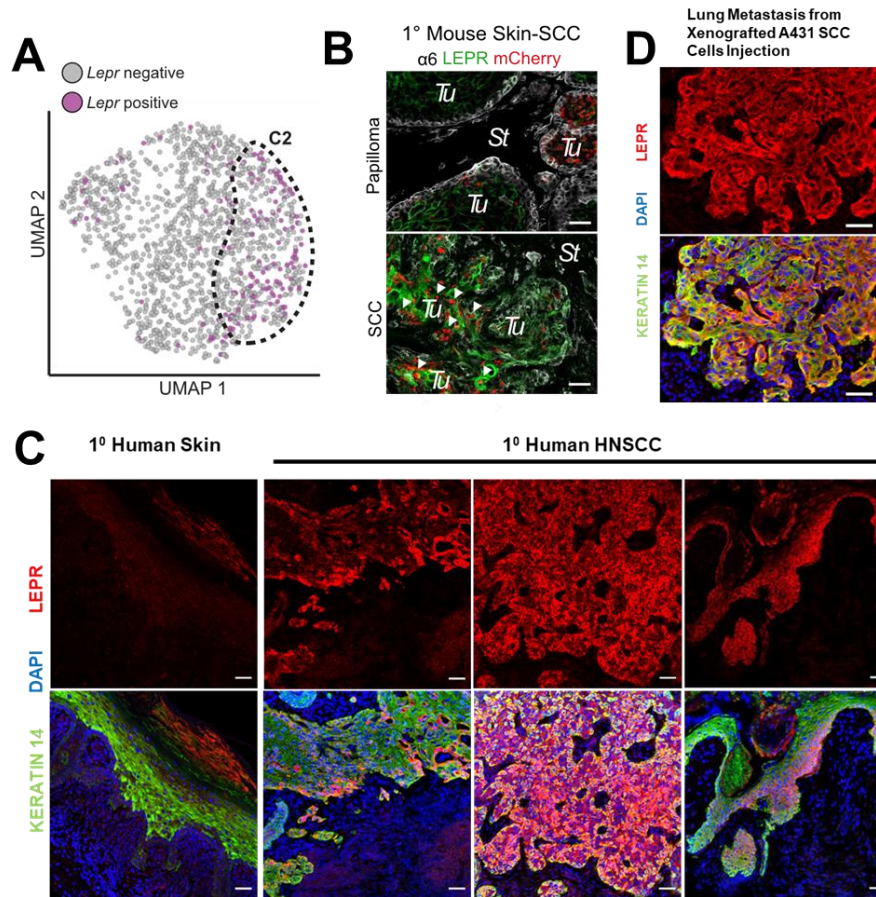 A
Lepr negative
Lepr positive
C2
UMAP 2
UMAP 1
B
1° Mouse Skin-SCC
α6 LEPR mCherry
Papilloma
Tu
St
Tu
Tu
SCC
St
Tu
Tu
Tu
D
Lung Metastasis from
Xenografted A431 SCC
Cells Injection
LEPR
DAPI
KERATIN 14
C
1⁰ Human Skin
1⁰ Human HNSCC
LEPR
DAPI
KERATIN 14